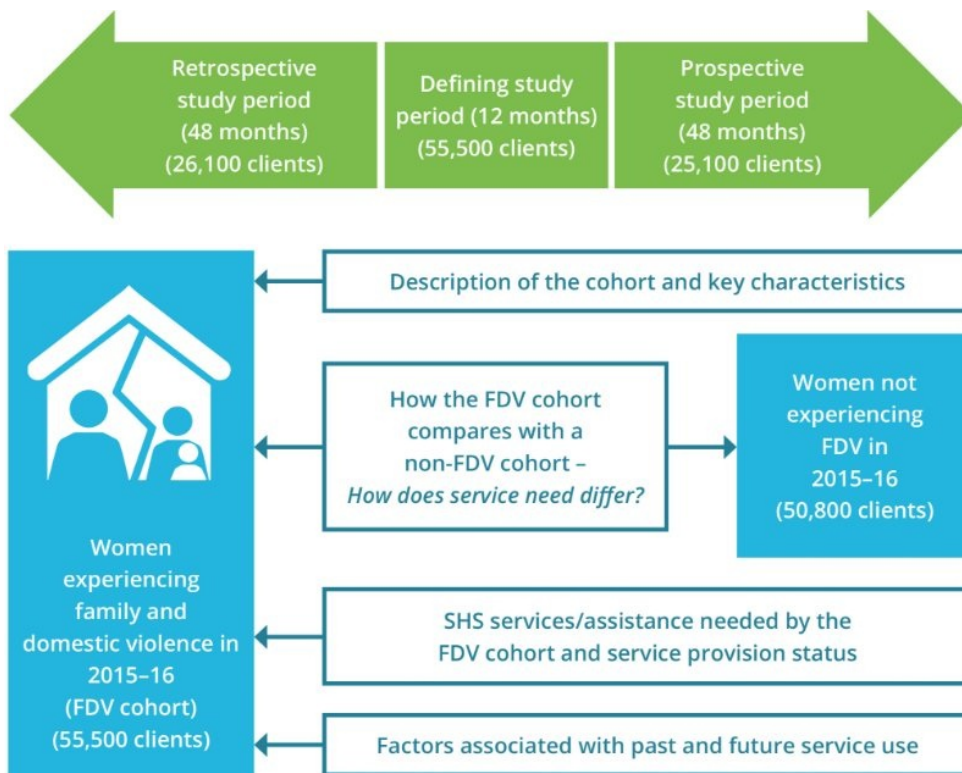 Retrospective
study period
(48 months)
(26,100 clients)
Defining study
period (12 months)
(55,500 clients)
Prospective
study period
(48 months)
(25,100 clients)
Description of the cohort and key characteristics
How the FDV cohort
compares with a
non-FDV cohort –
How does service need differ?
Women not
experiencing
FDV in
2015–16
(50,800 clients)
Women
experiencing
family and
domestic violence in
2015–16
(FDV cohort)
(55,500 clients)
SHS services/assistance needed by the
FDV cohort and service provision status
Factors associated with past and future service use